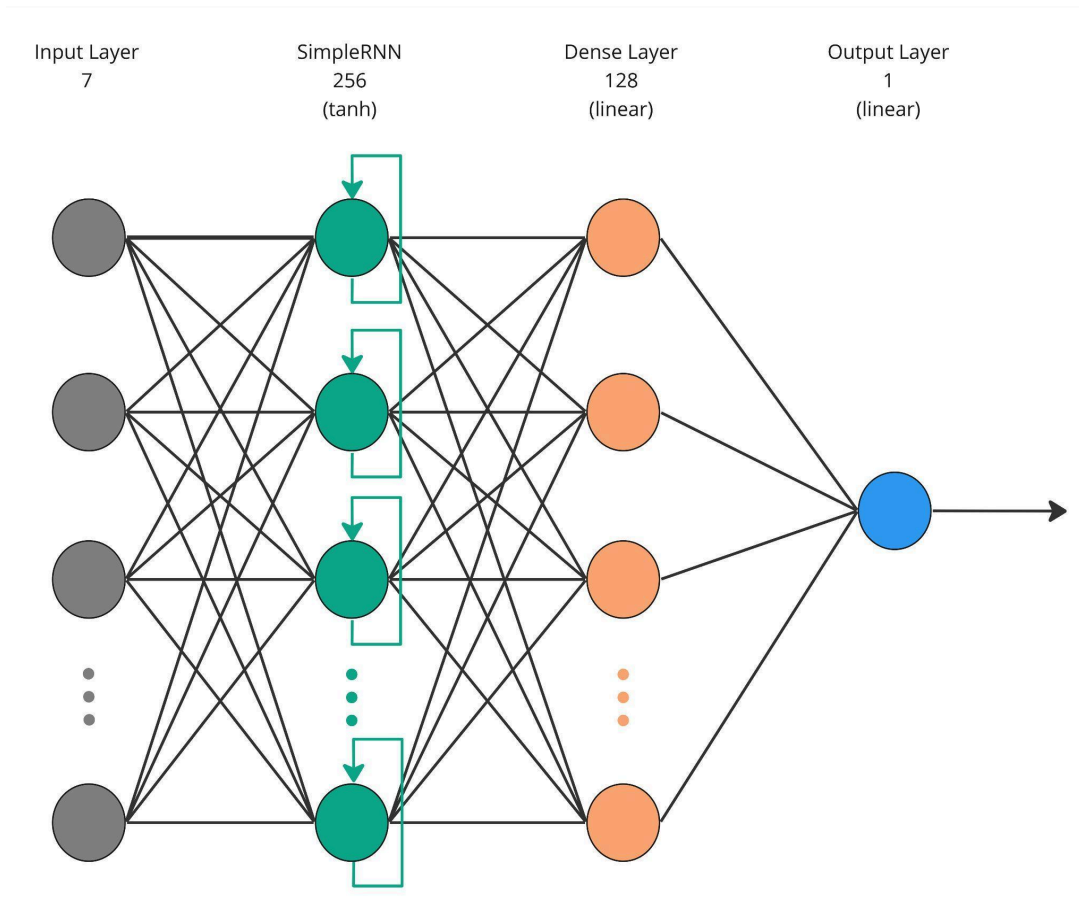 Input Layer
7
SimpleRNN
256
(tanh)
Dense Layer
128
(linear)
Output Layer
1
(linear)